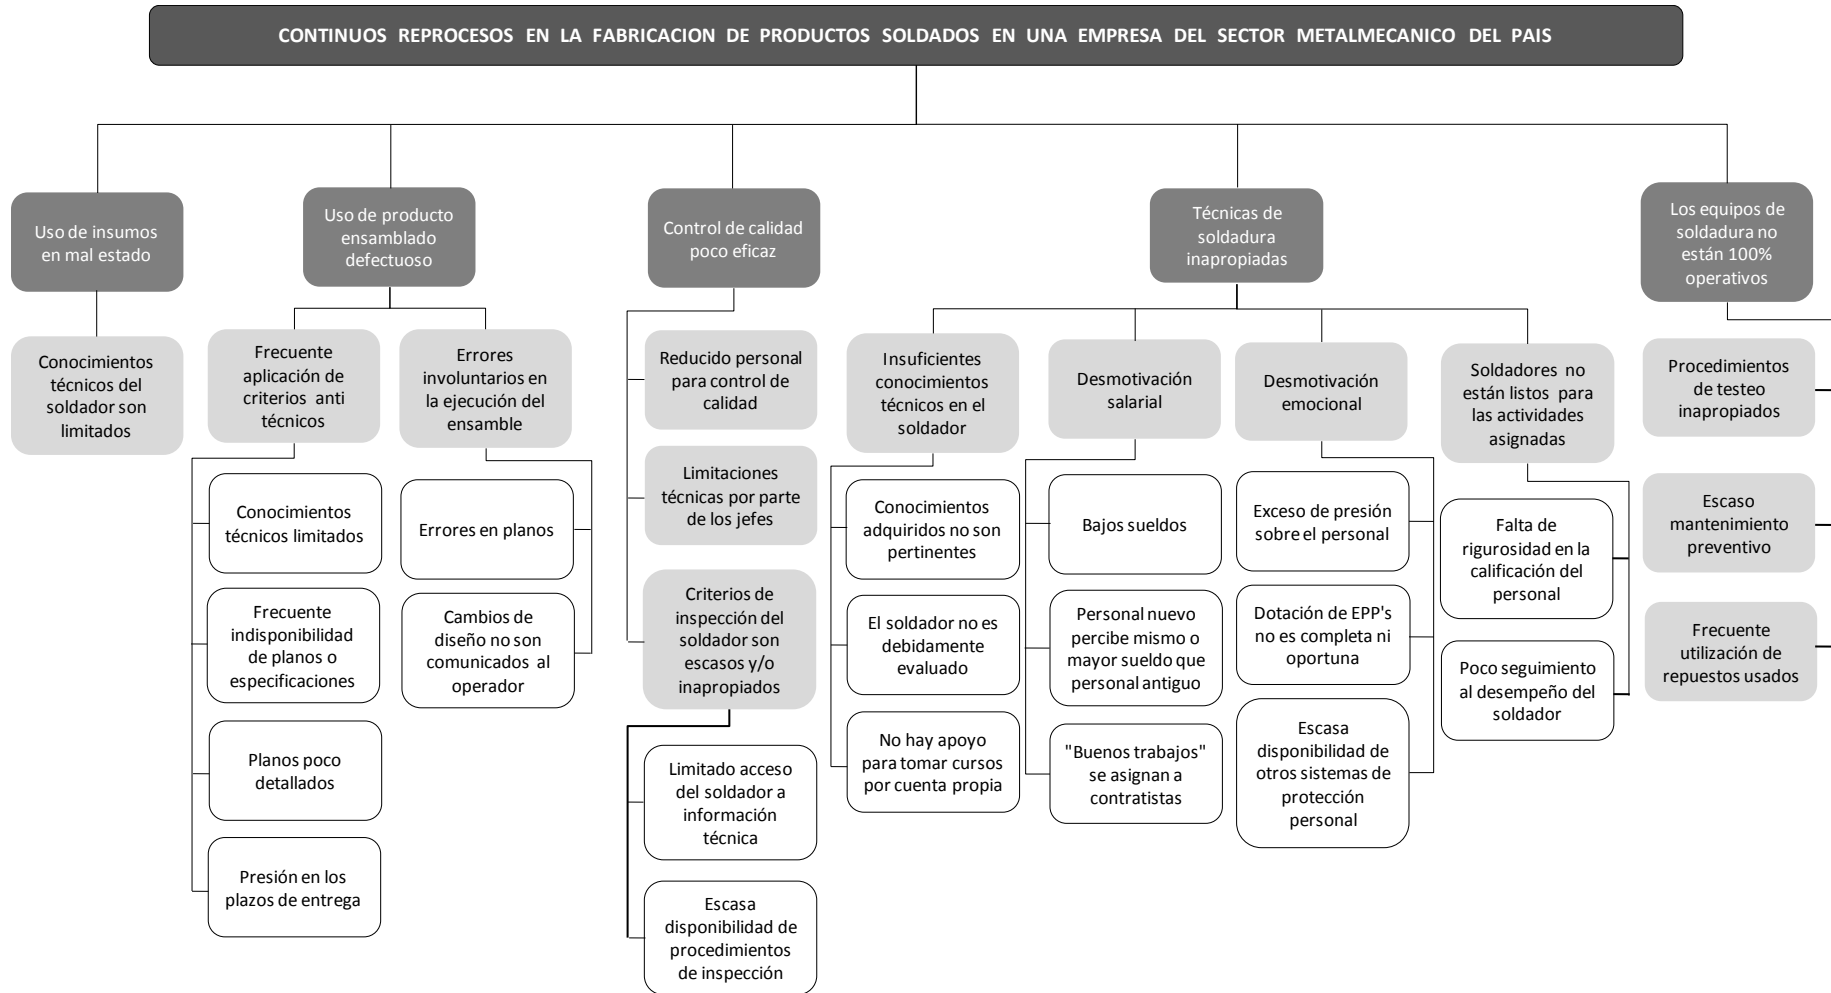 CONTINUOS REPROCESOS EN LA FABRICACION DE PRODUCTOS SOLDADOS EN UNA EMPRESA DEL SECTOR METALMECANICO DEL PAIS
Uso de insumos
en mal estado
Uso de producto
ensamblado
defectuoso
Control de calidad
poco eficaz
Técnicas de
soldadura
inapropiadas
Los equipos de
soldadura no
están 100%
operativos
Conocimientos
técnicos del
soldador son
limitados
Frecuente
aplicación de
criterios anti
técnicos
Conocimientos
técnicos limitados
Frecuente
indisponibilidad
de planos o
especificaciones
Planos poco
detallados
Presión en los
plazos de entrega
Errores
involuntarios en
la ejecución del
ensamble
Errores en planos
Cambios de
diseño no son
comunicados al
operador
Reducido personal
para control de
calidad
Limitaciones
técnicas por parte
de los jefes
Criterios de
inspección del
soldador son
escasos y/o
inapropiados
Limitado acceso
del soldador a
información
técnica
Escasa
disponibilidad de
procedimientos
de inspección
Insuficientes
conocimientos
técnicos en el
soldador
Conocimientos
adquiridos no son
pertinentes
El soldador no es
debidamente
evaluado
No hay apoyo
para tomar cursos
por cuenta propia
Desmotivación
salarial
Bajos sueldos
Personal nuevo
percibe mismo o
mayor sueldo que
personal antiguo
"Buenos trabajos"
se asignan a
contratistas
Desmotivación
emocional
Exceso de presión
sobre el personal
Dotación de EPP's
no es completa ni
oportuna
Escasa
disponibilidad de
otros sistemas de
protección
personal
Soldadores no
están listos para
las actividades
asignadas
Falta de
rigurosidad en la
calificación del
personal
Poco seguimiento
al desempeño del
soldador
Procedimientos
de testeo
inapropiados
Escaso
mantenimiento
preventivo
Frecuente
utilización de
repuestos usados